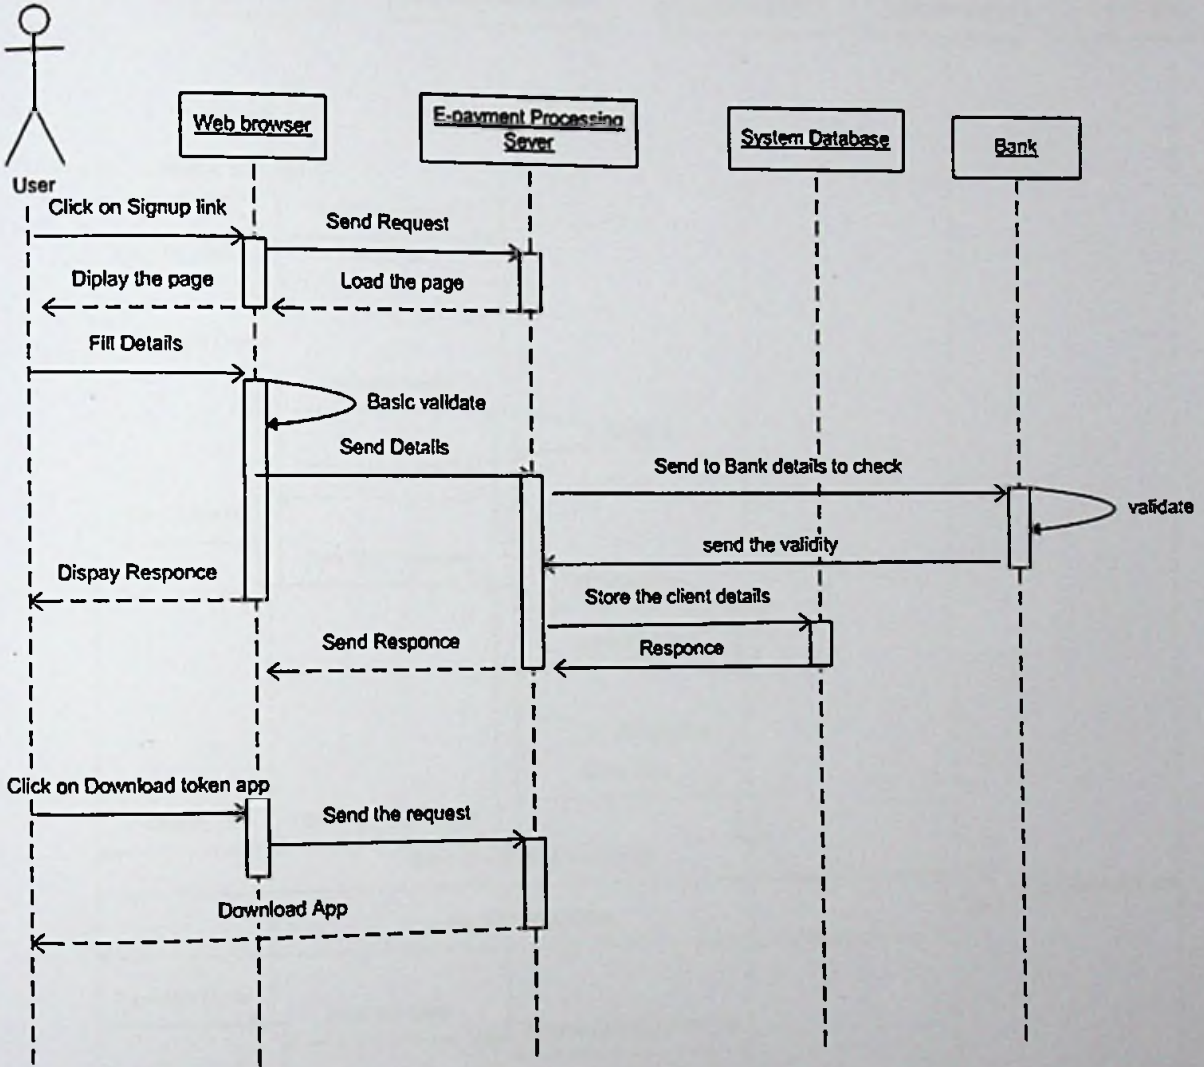 Web browser
E-payment Processing
Sever
System Database
Bank
User
Click on Signup link
Send Request
Diplay the page
Load the page
Fill Details
Basic validate
Send Details
Send to Bank details to check
validate
send the validity
Dispay Responce
Store the client details
Send Responce
Responce
Click on Download token app
Send the request
Download App